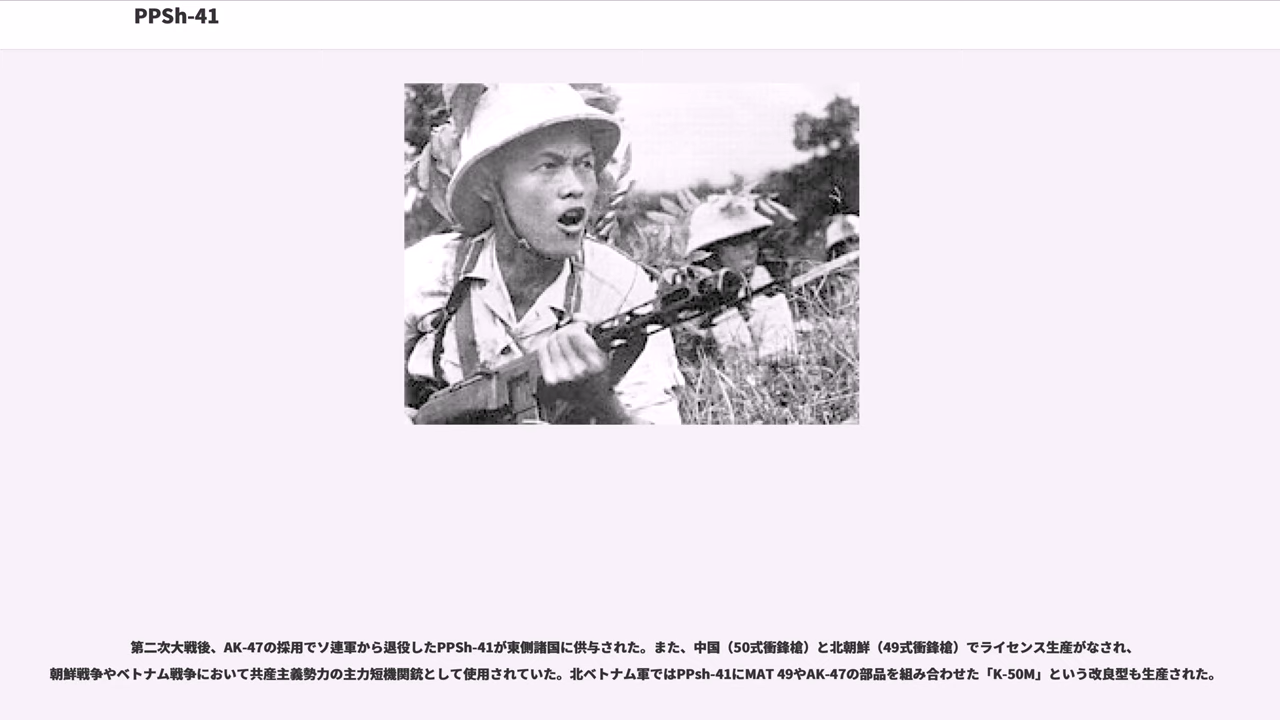 PPSh-41
第二次大戦後、AK-47の採用でソ連軍から退役したPPSh-41が東側諸国に供与された。また、中国（50式衝鋒槍）と北朝鮮（49式衝鋒槍）でライセンス生産がなされ、
朝鮮戦争やベトナム戦争において共産主義勢力の主力短機関銃として使用されていた。北ベトナム軍ではPPsh-41にMAT 49やAK-47の部品を組み合わせた「K-50M」という改良型も生産された。